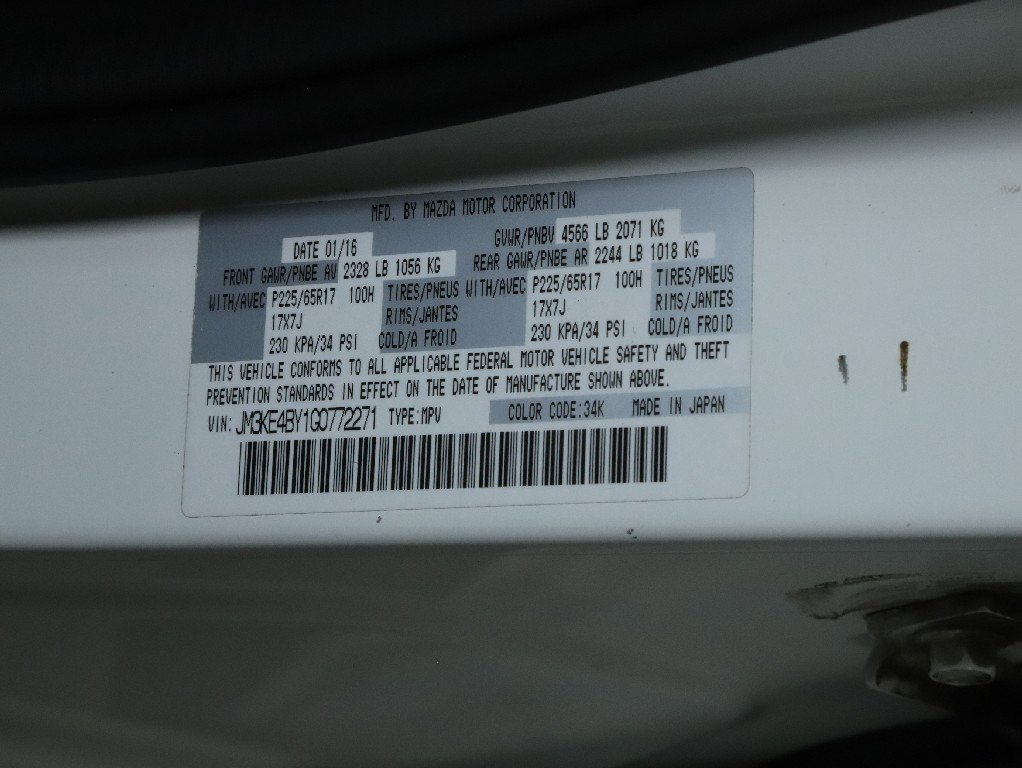 MFD. BY MAZDA MOTOR CORPORATION
DATE 01/16 GVWR/PNBV 4566 LB 2071 KG
FRONT GAWR/PNBE AV 2328 LB 1056 KG REAR GAWR/PNBE AR 2244 LB 1018 KG
WITH/AVEC P225/65R17 100H TIRES/PNEUS WITH/AVEC P225/65R17 100H TIRES/PNEUS
17X7J RIMS/JANTES 17X7J RIMS/JANTES
230 KPA/34 PSI COLD/A FROID 230 KPA/34 PSI COLD/A FROID
THIS VEHICLE CONFORMS TO ALL APPLICABLE FEDERAL MOTOR VEHICLE SAFETY AND THEFT
PREVENTION STANDARDS IN EFFECT ON THE DATE OF MANUFACTURE SHOWN ABOVE.
VIN: JM3KE4BY1G0772271 TYPE:MPV COLOR CODE:34K MADE IN JAPAN